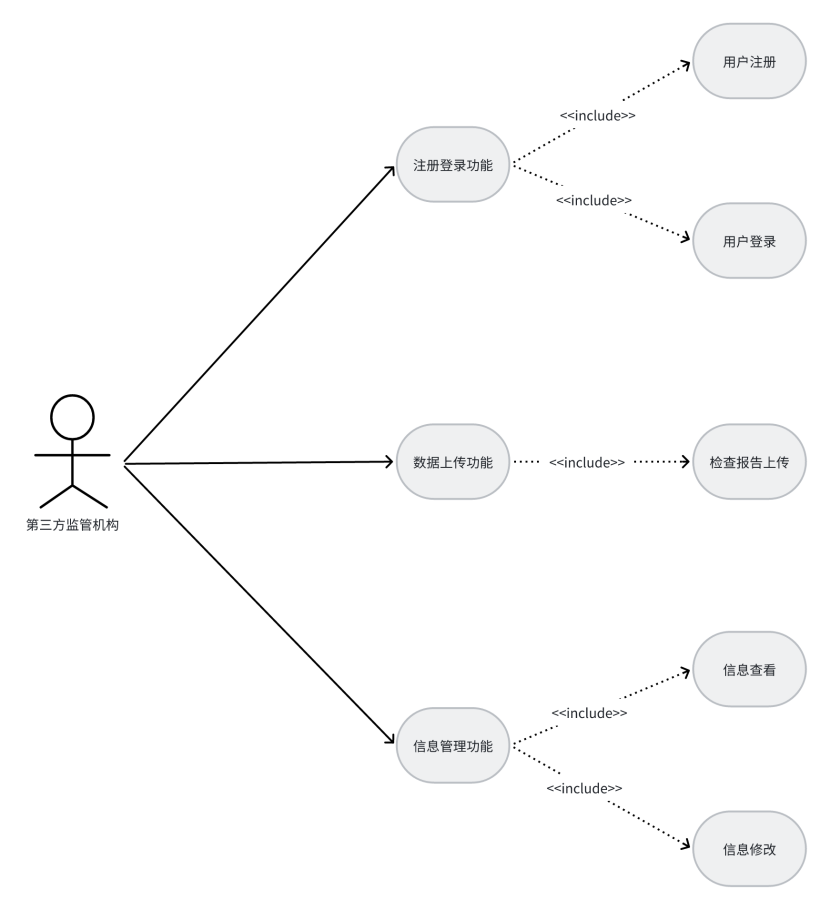 用户注册
<<include>>
注册登录功能
<<include>>
用户登录
第三方监管机构
数据上传功能
<<include>>
检查报告上传
信息查看
<<include>>
信息管理功能
<<include>>
信息修改